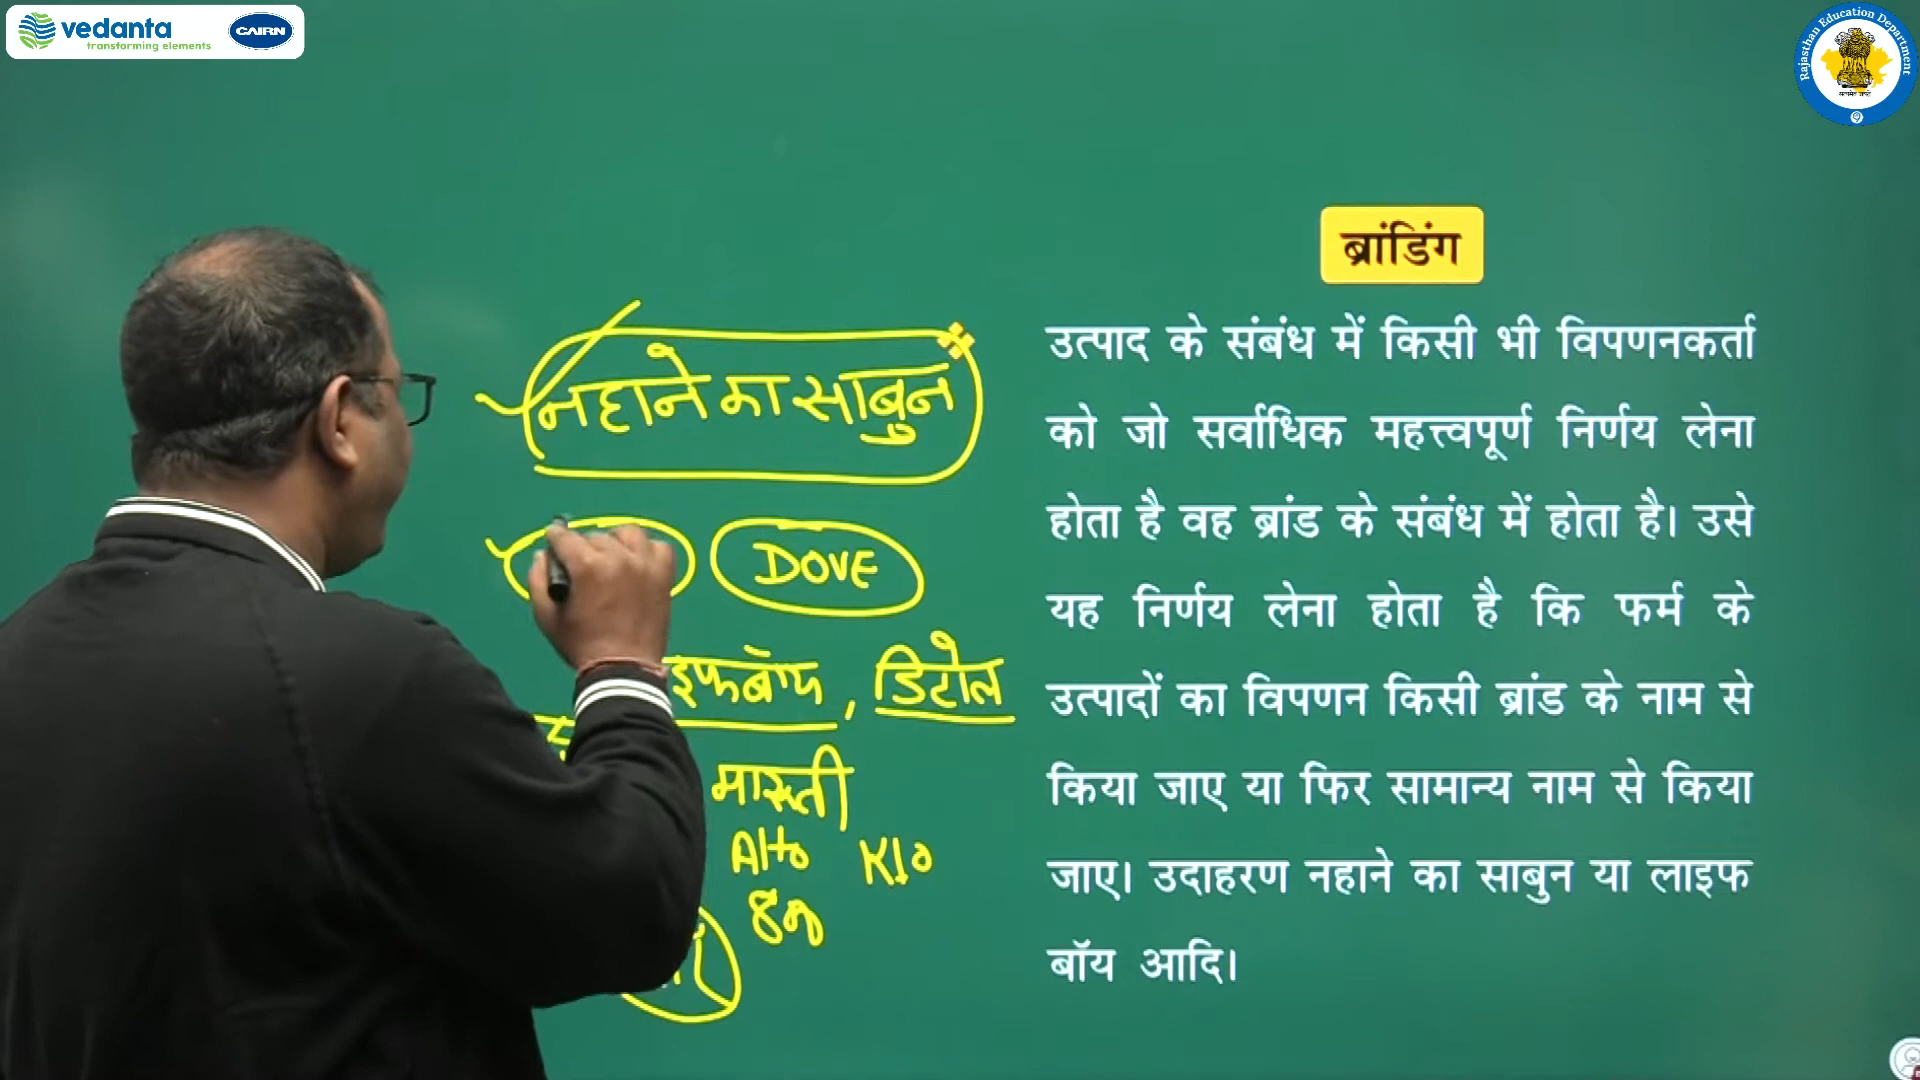 vedanta
transforming elements
CAIRN
Rajasthan Education Department
ब्रांडिंग
उत्पाद के संबंध में किसी भी विपणनकर्ता
को जो सर्वाधिक महत्त्वपूर्ण निर्णय लेना
होता है वह ब्रांड के संबंध में होता है। उसे
यह निर्णय लेना होता है कि फर्म के
उत्पादों का विपणन किसी ब्रांड के नाम से
किया जाए या फिर सामान्य नाम से किया
जाए। उदाहरण नहाने का साबुन या लाइफ
बॉय आदि।
नहाने का साबुन
DOVE
इफबॉय, डिटोल
मारुती
Alto K10